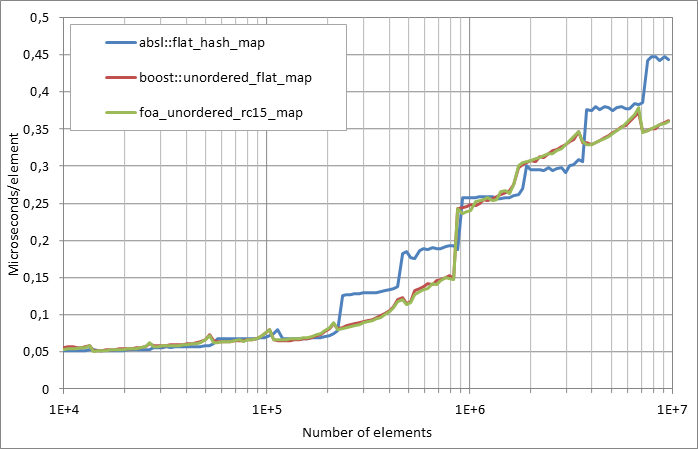 0,5
0,45
0,4
0,35
0,3
0,25
0,2
0,15
0,1
0,05
0
Microseconds/element
absl::flat_hash_map
boost::unordered_flat_map
foa_unordered_rc15_map
1E+4 1E+5 1E+6 1E+7
Number of elements